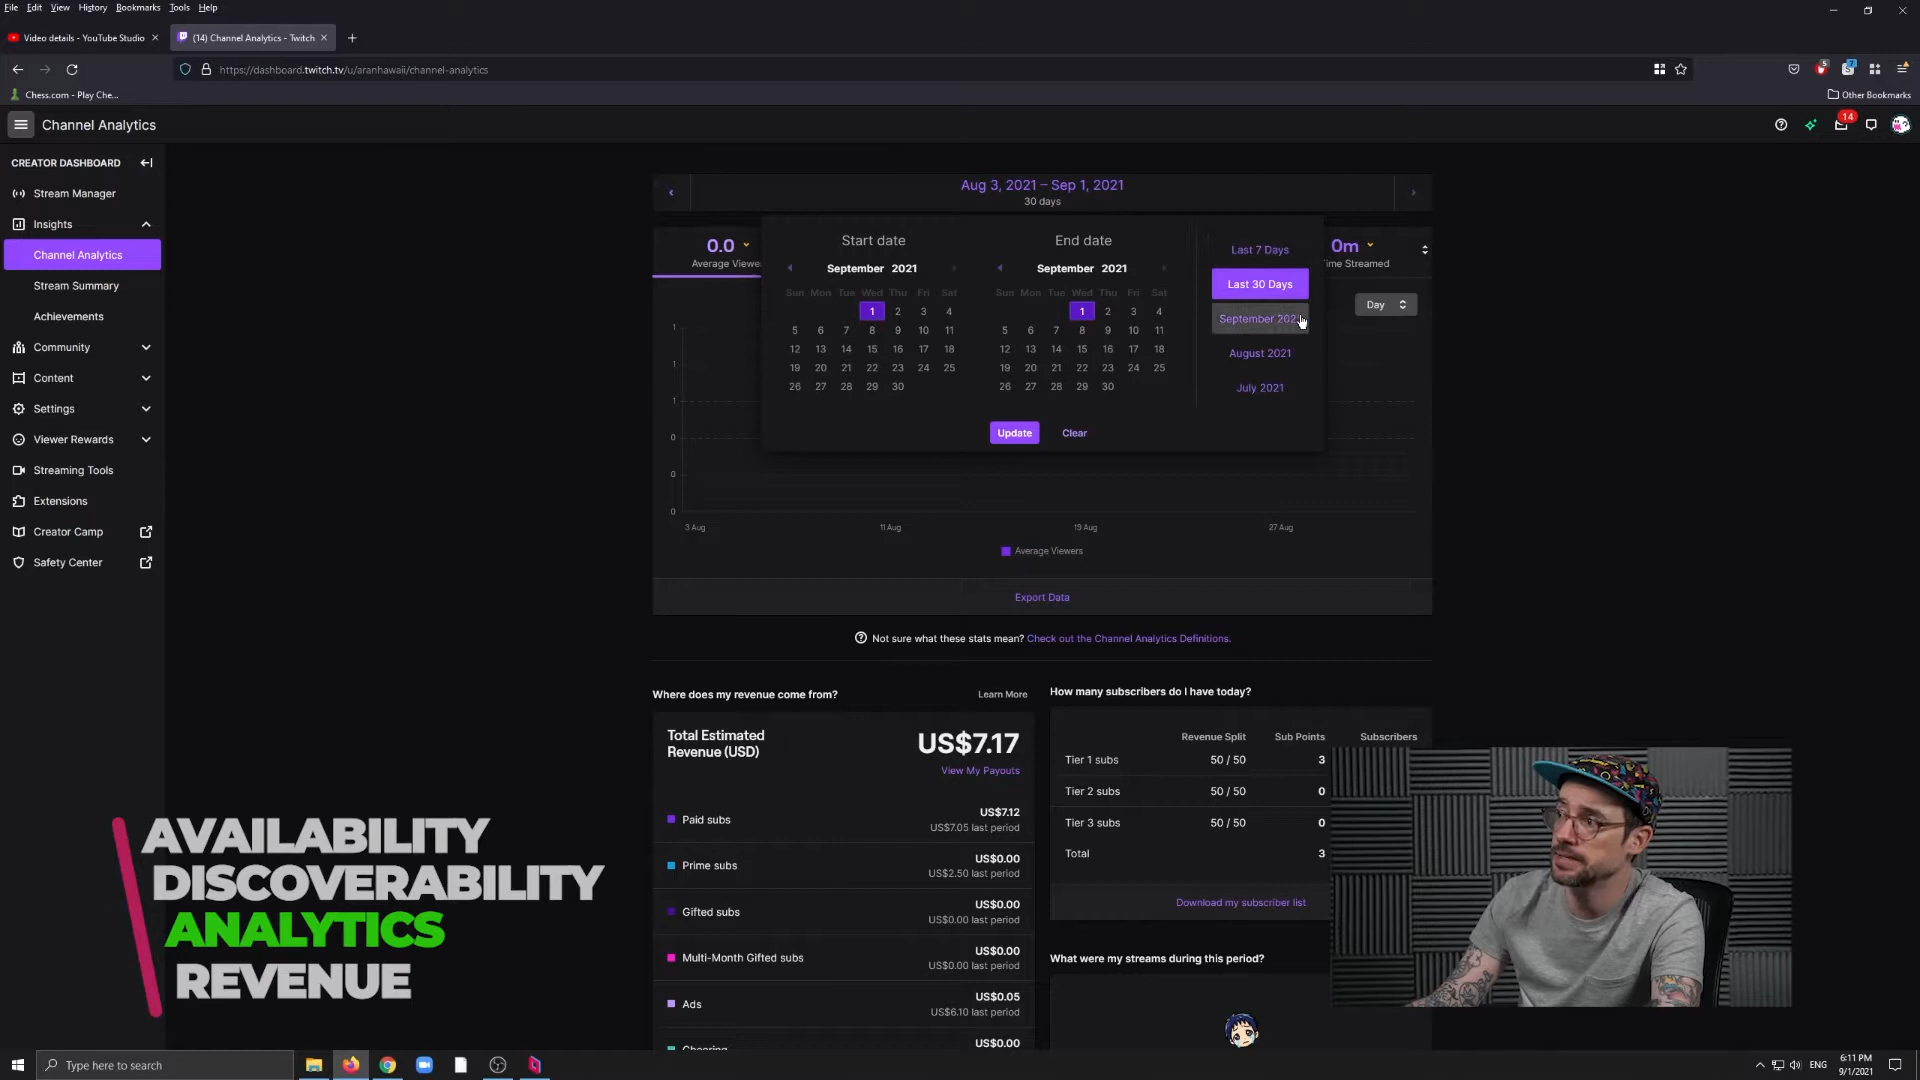 File Edit View History Bookmarks Tools Help
Video details - YouTube Studio
(14) Channel Analytics - Twitch
https://dashboard.twitch.tv/u/aranhawaii/channel-analytics
5
7
Chess.com - Play Che...
Other Bookmarks
Channel Analytics
14
CREATOR DASHBOARD
Stream Manager
Insights
Channel Analytics
Stream Summary
Achievements
Community
Content
Settings
Viewer Rewards
Streaming Tools
Extensions
Creator Camp
Safety Center
Aug 3, 2021 – Sep 1, 2021
30 days
0.0
Average Viewe
Start date
September 2021
Sun Mon Tue Wed Thu Fri Sat
1 2 3 4
5 6 7 8 9 10 11
12 13 14 15 16 17 18
19 20 21 22 23 24 25
26 27 28 29 30
End date
September 2021
Sun Mon Tue Wed Thu Fri Sat
1 2 3 4
5 6 7 8 9 10 11
12 13 14 15 16 17 18
19 20 21 22 23 24 25
26 27 28 29 30
Last 7 Days
Last 30 Days
September 202
August 2021
July 2021
Update
Clear
0m
Time Streamed
Day
1
1
1
0
0
0
3 Aug
11 Aug
19 Aug
27 Aug
Average Viewers
Export Data
Not sure what these stats mean? Check out the Channel Analytics Definitions.
Where does my revenue come from?
Learn More
Total Estimated
Revenue (USD)
US$7.17
View My Payouts
Paid subs
US$7.12
US$7.05 last period
Prime subs
US$0.00
US$2.50 last period
Gifted subs
US$0.00
US$0.00 last period
Multi-Month Gifted subs
US$0.00
US$0.00 last period
Ads
US$0.05
US$6.10 last period
Cheering
US$0.00
How many subscribers do I have today?
Revenue Split Sub Points Subscribers
Tier 1 subs 50 / 50 3
Tier 2 subs 50 / 50 0
Tier 3 subs 50 / 50 0
Total 3
Download my subscriber list
What were my streams during this period?
AVAILABILITY
DISCOVERABILITY
ANALYTICS
REVENUE
Type here to search
ENG
6:11 PM
9/1/2021